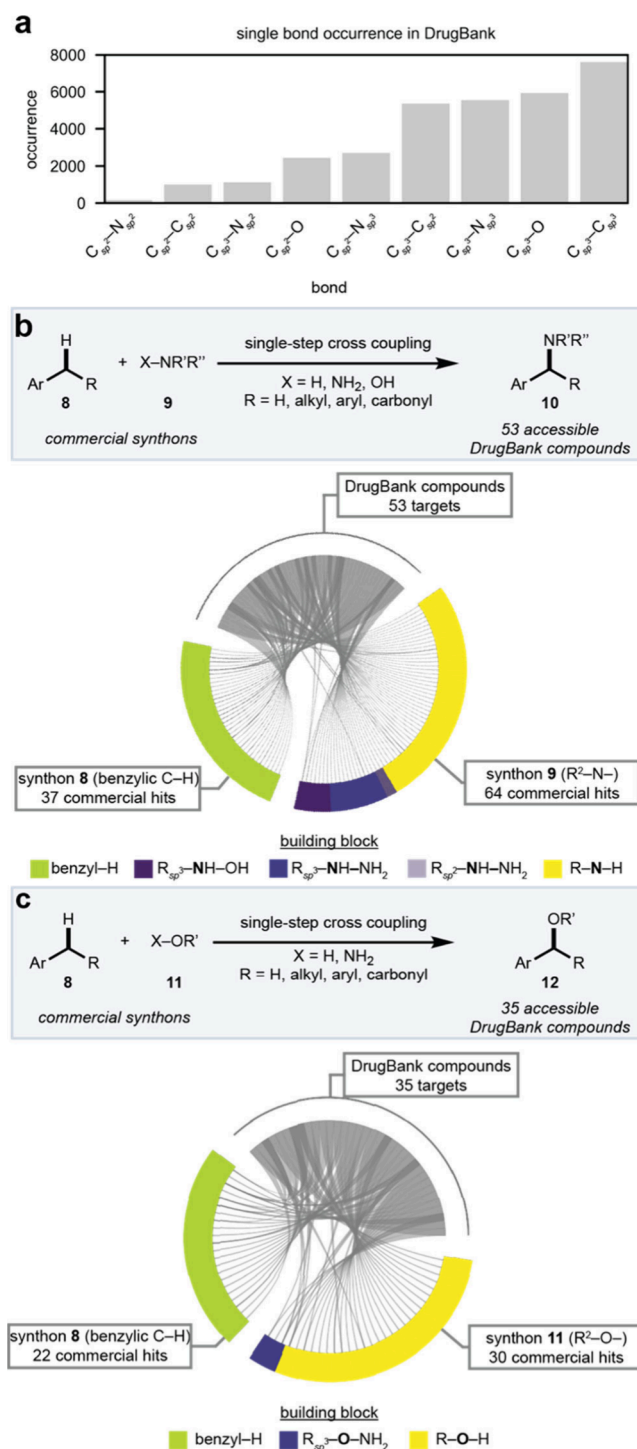 a
single bond occurrence in DrugBank
occurrence
8000
6000
4000
2000
0
Csp²–Nsp²
Csp²–Csp²
Csp³–Nsp²
Csp²–O
Csp²–Nsp³
Csp³–Csp²
Csp³–Nsp³
Csp³–O
Csp³–Csp³
bond
b
H
Ar R
8
+
X–NR'R''
9
commercial synthons
single-step cross coupling
X = H, NH₂, OH
R = H, alkyl, aryl, carbonyl
NR'R''
Ar R
10
53 accessible
DrugBank compounds
DrugBank compounds
53 targets
synthon 8 (benzylic C–H)
37 commercial hits
synthon 9 (R²–N–)
64 commercial hits
building block
benzyl–H Rsp³–NH–OH Rsp³–NH–NH₂ Rsp²–NH–NH₂ R–N–H
c
H
Ar R
8
+
X–OR'
11
commercial synthons
single-step cross coupling
X = H, NH₂
R = H, alkyl, aryl, carbonyl
OR'
Ar R
12
35 accessible
DrugBank compounds
DrugBank compounds
35 targets
synthon 8 (benzylic C–H)
22 commercial hits
synthon 11 (R²–O–)
30 commercial hits
building block
benzyl–H Rsp³–O–NH₂ R–O–H